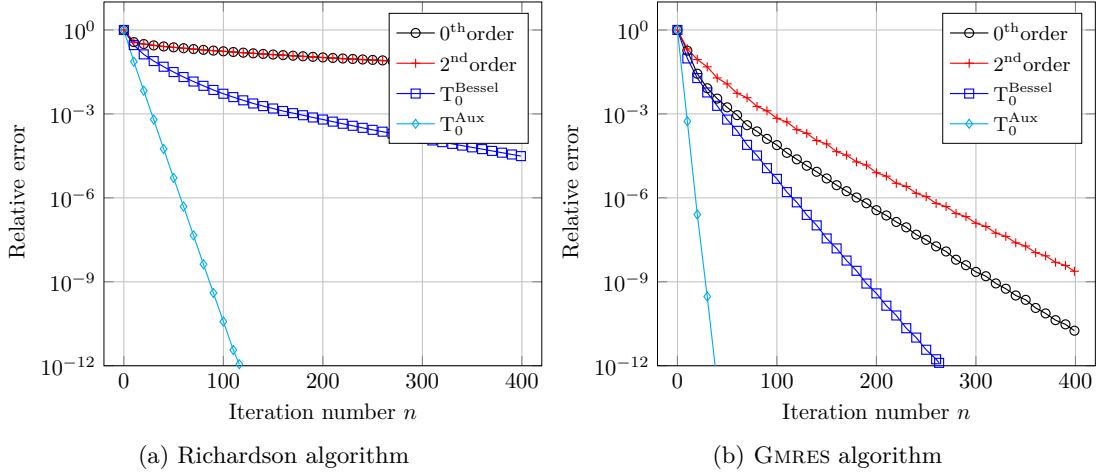 10^0
10^−3
10^−6
10^−9
10^−12
Relative error
0 100 200 300 400
Iteration number n
0^th order
2^nd order
T_0^Bessel
T_0^Aux
(a) Richardson algorithm
10^0
10^−3
10^−6
10^−9
10^−12
Relative error
0 100 200 300 400
Iteration number n
0^th order
2^nd order
T_0^Bessel
T_0^Aux
(b) GMRES algorithm